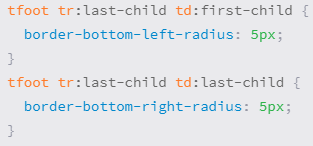 tfoot tr:last-child td:first-child {
  border-bottom-left-radius: 5px;
}
tfoot tr:last-child td:last-child {
  border-bottom-right-radius: 5px;
}